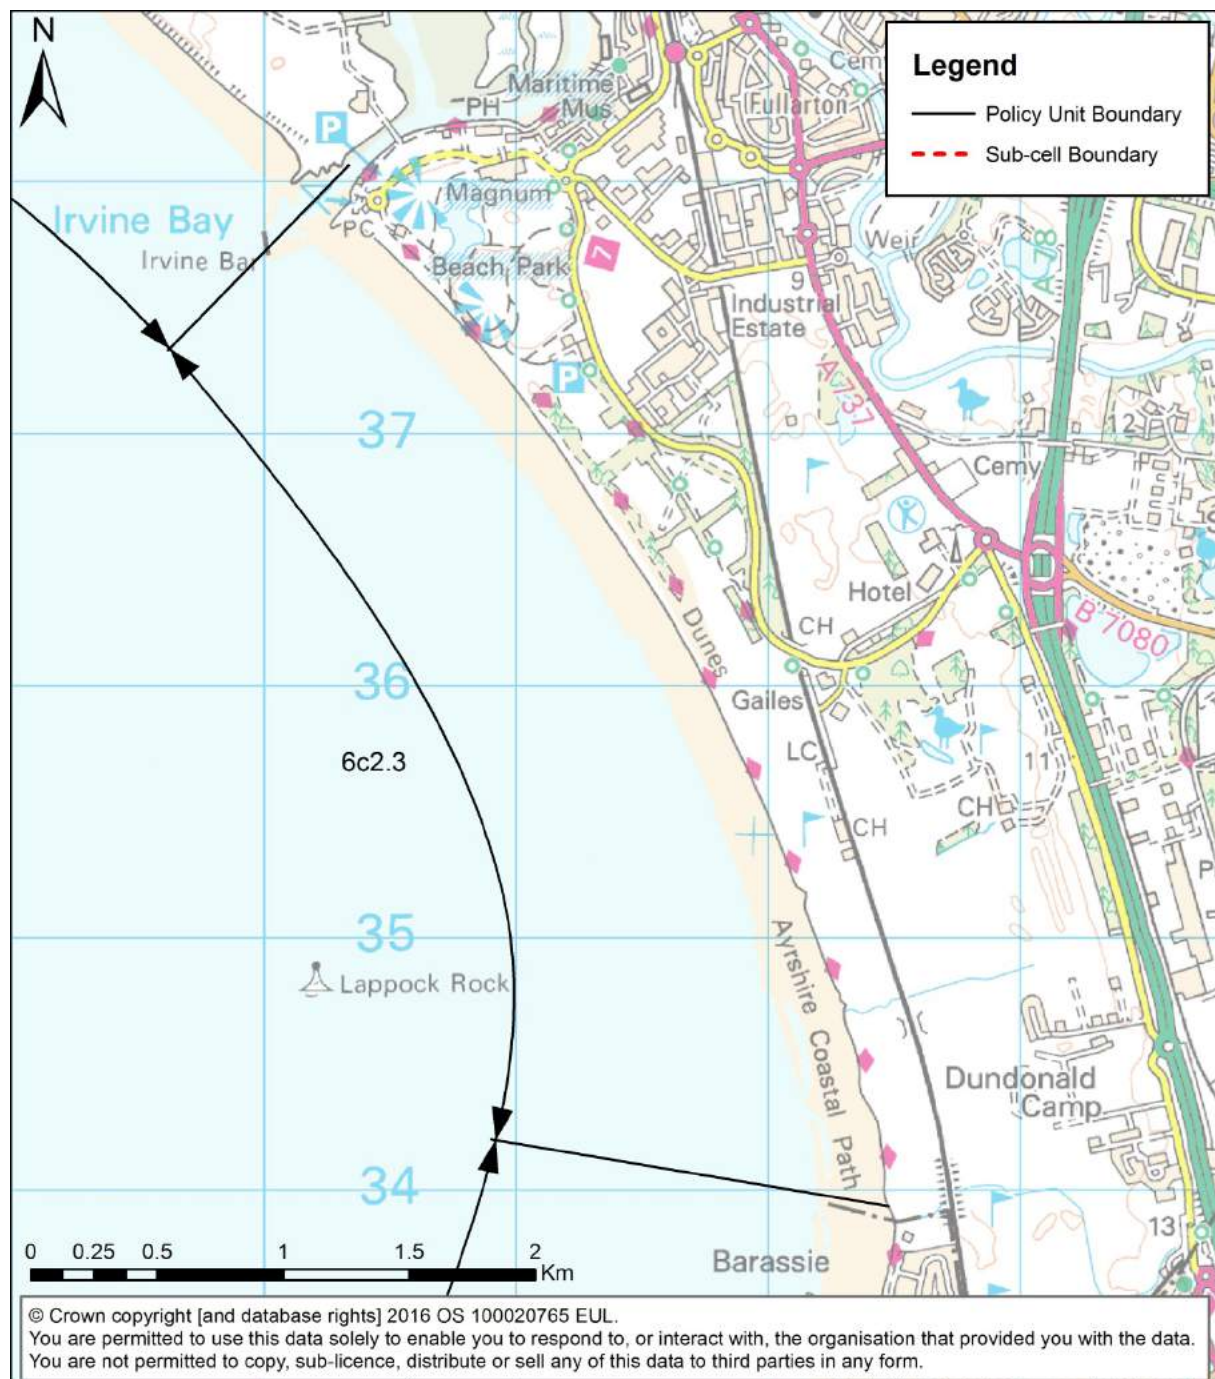 N
Legend
Policy Unit Boundary
Sub-cell Boundary
Maritime
Mus
PH
Fullarton
P
Magnum
PC
Irvine Bay
Irvine Bar
Beach Park
7
Weir
A 78
9
Industrial
Estate
P
A 737
37
12
Cemy
Hotel
B 7080
CH
Dunes
36
Gailes
6c2.3
LC
11
CH
CH
35
Lappock Rock
Ayrshire Coastal Path
Dundonald
Camp
34
13
Barassie
0 0.25 0.5 1 1.5 2
Km
© Crown copyright [and database rights] 2016 OS 100020765 EUL.
You are permitted to use this data solely to enable you to respond to, or interact with, the organisation that provided you with the data.
You are not permitted to copy, sub-licence, distribute or sell any of this data to third parties in any form.